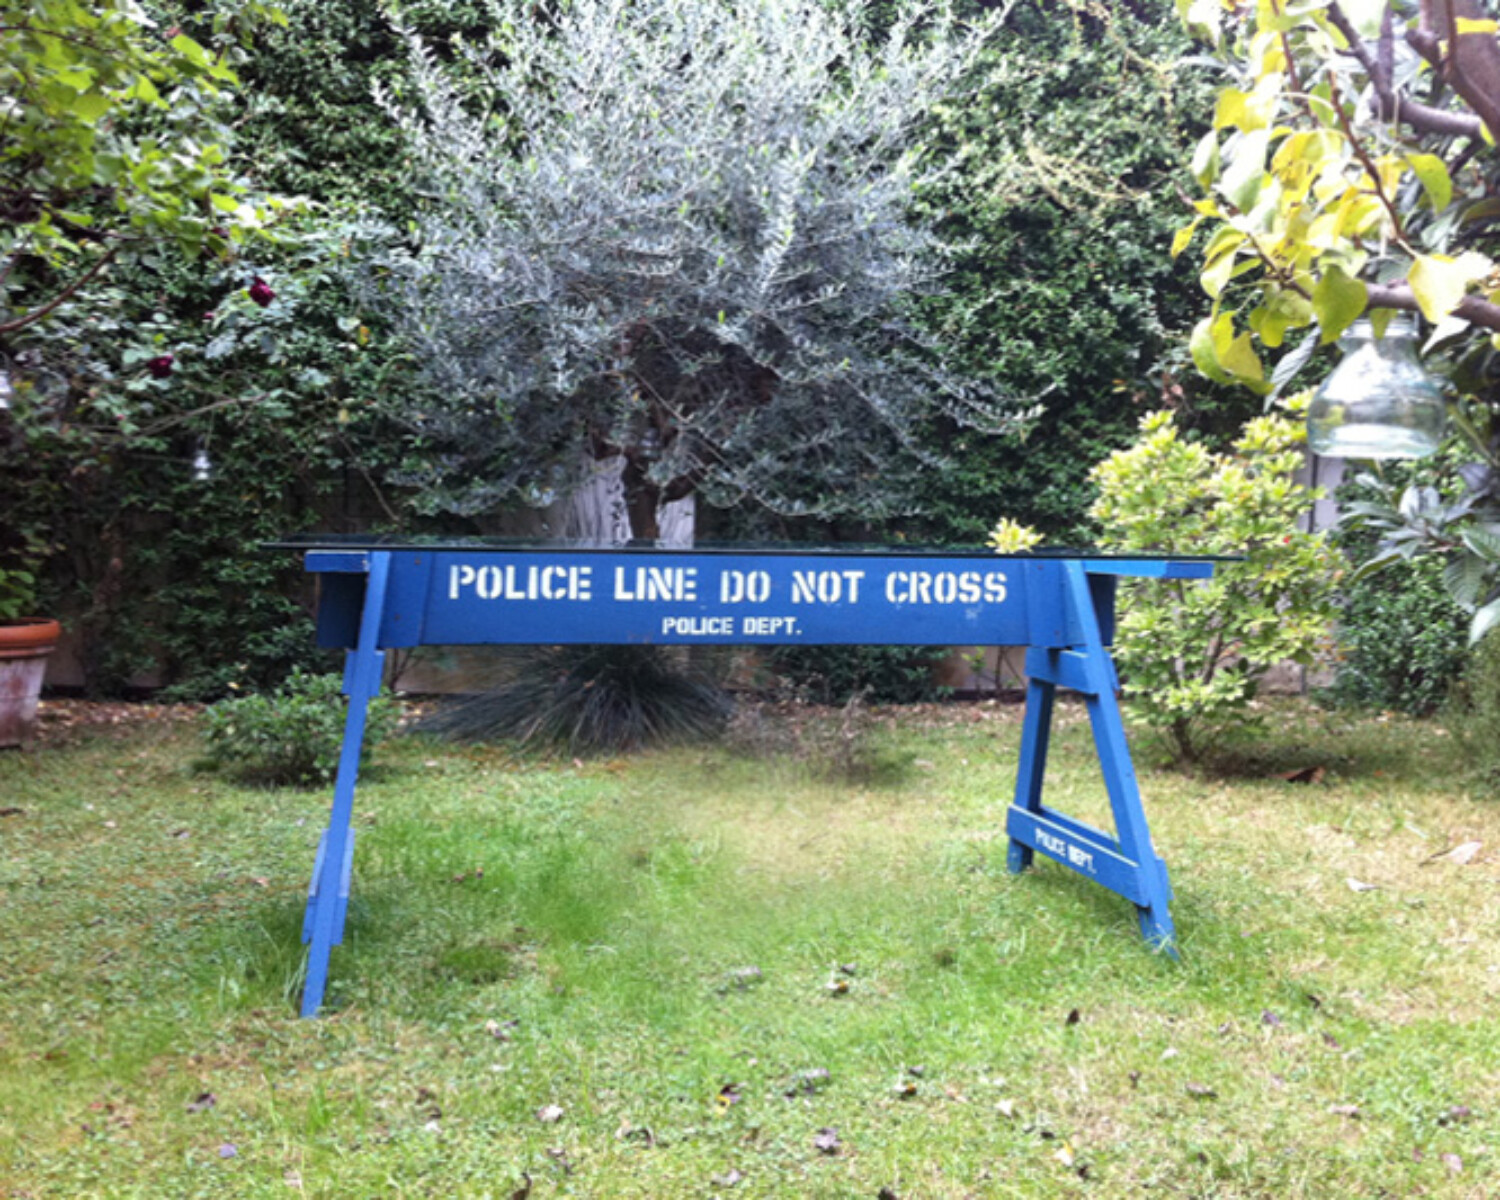 POLICE LINE DO NOT CROSS
POLICE DEPT.
POLICE DEPT.